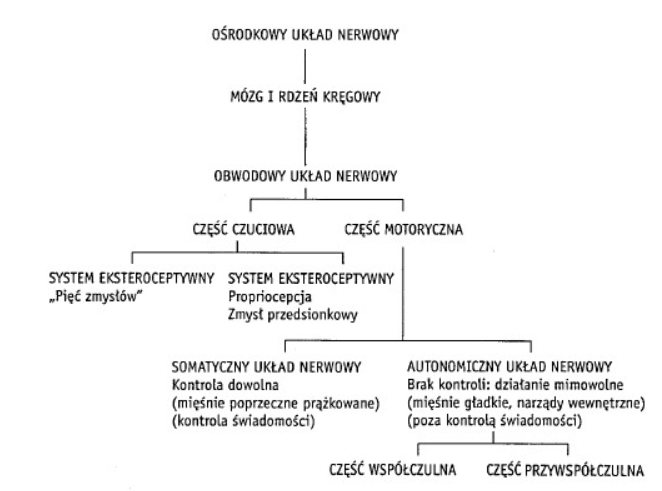 OŚRODKOWY UKŁAD NERWOWY
MÓZG I RDZEŃ KRĘGOWY
OBWODOWY UKŁAD NERWOWY
CZĘŚĆ CZUCIOWA
CZĘŚĆ MOTORYCZNA
SYSTEM EKSTEROCEPTYWNY
„Pięć zmysłów”
SYSTEM EKSTEROCEPTYWNY
Propriocepcja
Zmysł przedsionkowy
SOMATYCZNY UKŁAD NERWOWY
Kontrola dowolna
(mięśnie poprzeczne prążkowane)
(kontrola świadomości)
AUTONOMICZNY UKŁAD NERWOWY
Brak kontroli: działanie mimowolne
(mięśnie gładkie, narządy wewnętrzne)
(poza kontrolą świadomości)
CZĘŚĆ WSPÓŁCZULNA
CZĘŚĆ PRZYWSPÓŁCZULNA